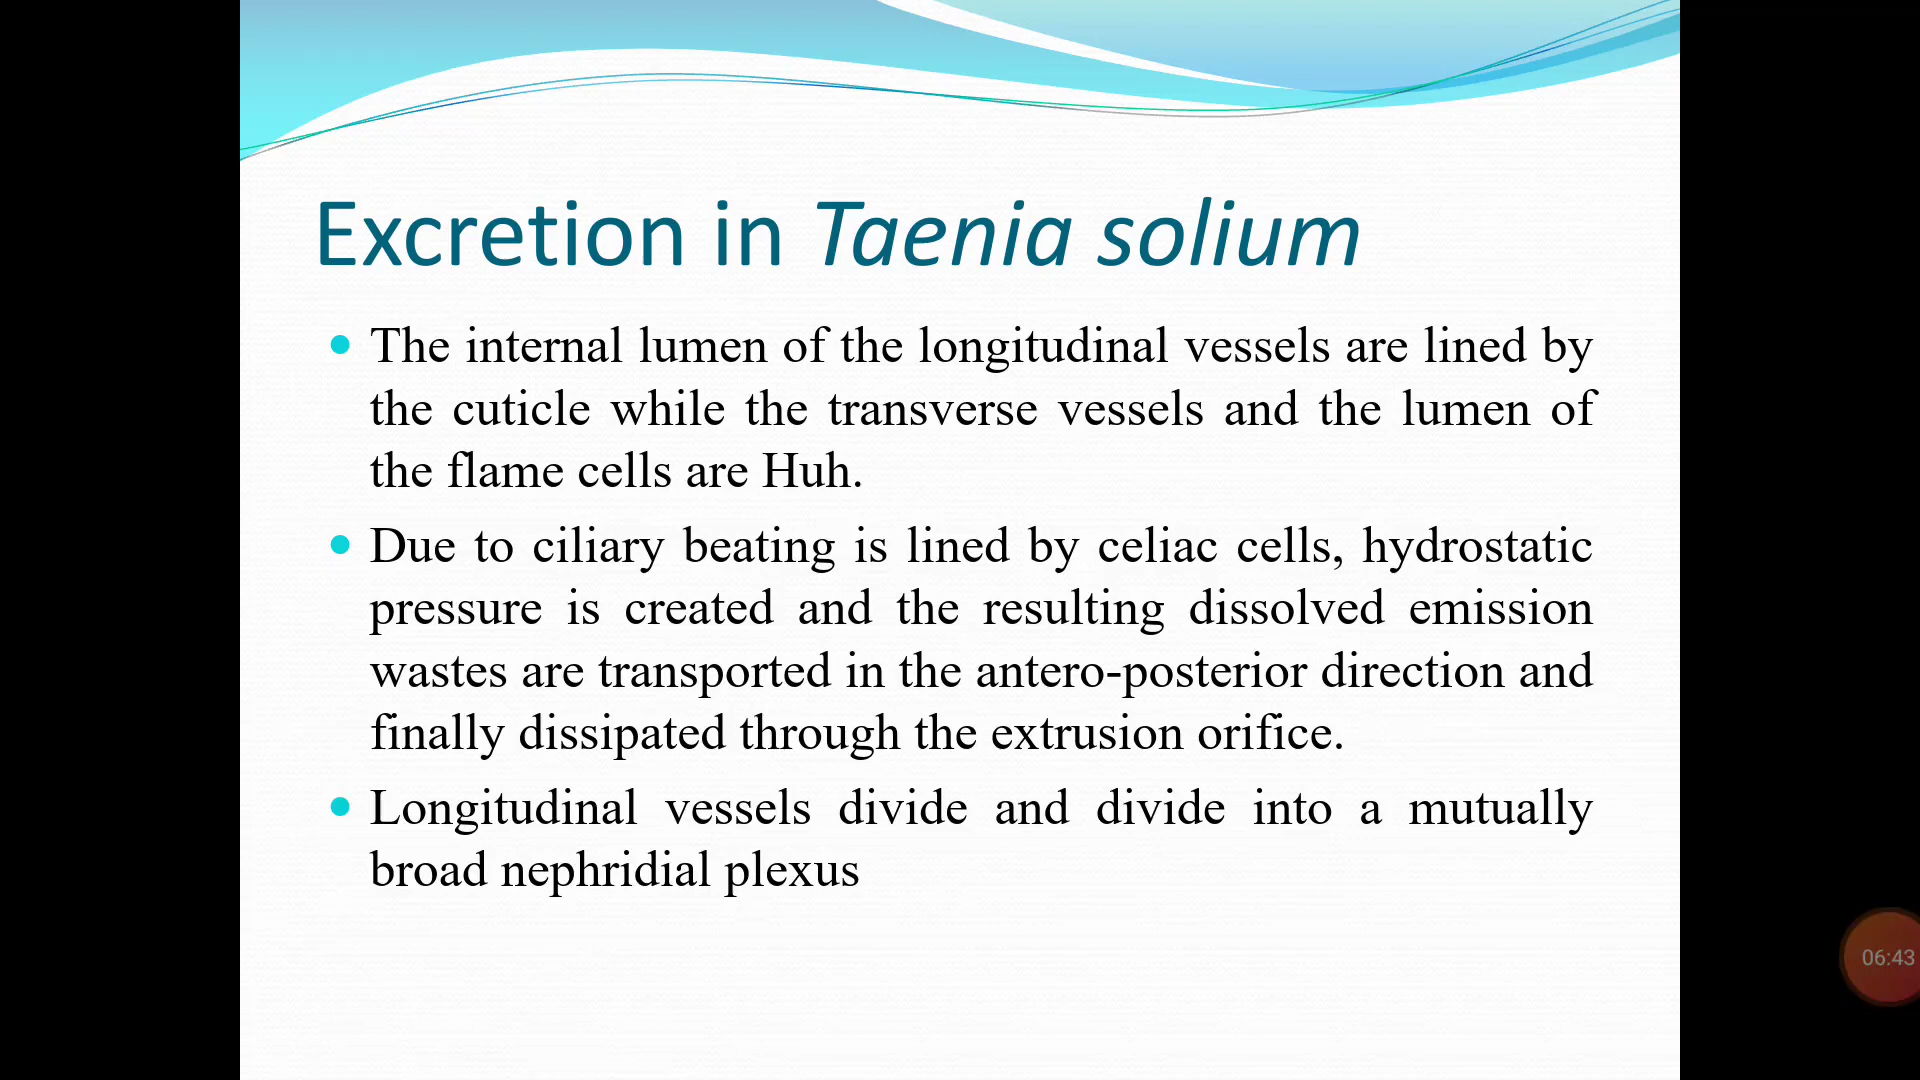 Excretion in Taenia solium
The internal lumen of the longitudinal vessels are lined by
the cuticle while the transverse vessels and the lumen of
the flame cells are Huh.
Due to ciliary beating is lined by celiac cells, hydrostatic
pressure is created and the resulting dissolved emission
wastes are transported in the antero-posterior direction and
finally dissipated through the extrusion orifice.
Longitudinal vessels divide and divide into a mutually
broad nephridial plexus
06:43